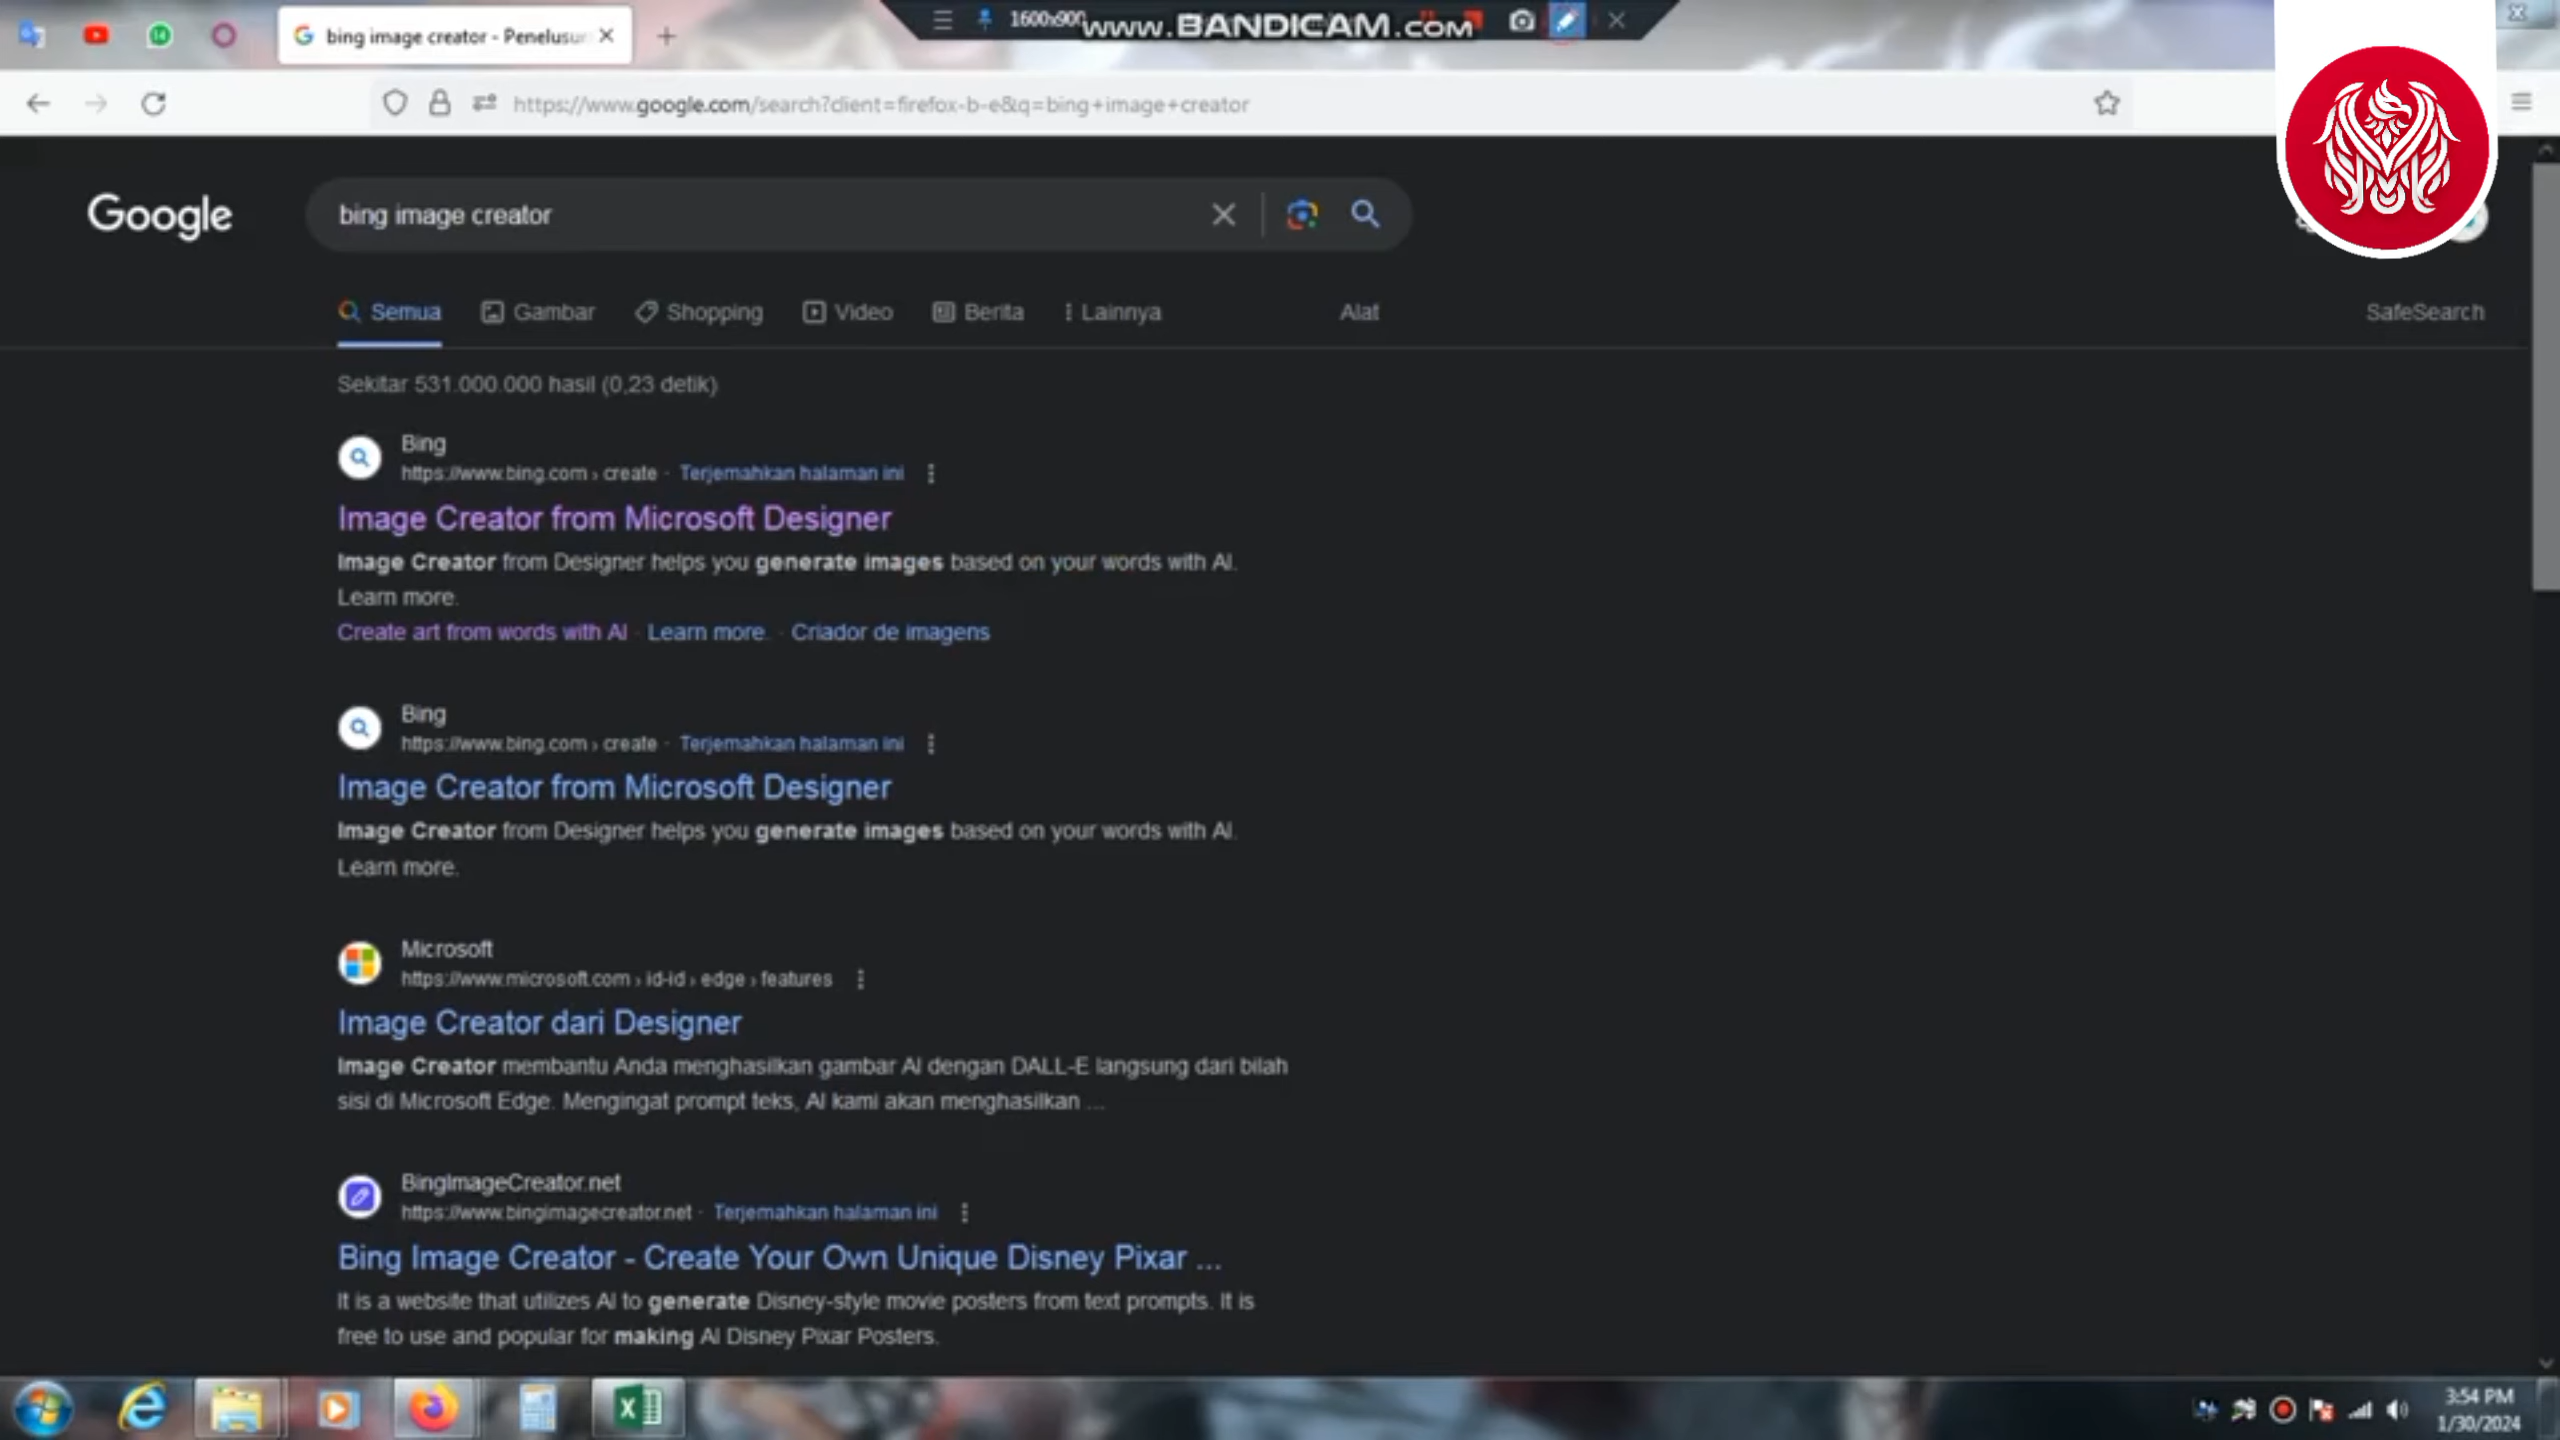 bing image creator - Penelusu
1600x900
www.BANDICAM.com
https://www.google.com/search?client=firefox-b-e&q=bing+image+creator
Google
bing image creator
Semua
Gambar
Shopping
Video
Berita
Lainnya
Alat
SafeSearch
Sekitar 531.000.000 hasil (0,23 detik)
Bing
https://www.bing.com › create · Terjemahkan halaman ini
Image Creator from Microsoft Designer
Image Creator from Designer helps you generate images based on your words with AI.
Learn more.
Create art from words with AI · Learn more. · Criador de imagens
Bing
https://www.bing.com › create · Terjemahkan halaman ini
Image Creator from Microsoft Designer
Image Creator from Designer helps you generate images based on your words with AI.
Learn more.
Microsoft
https://www.microsoft.com › id-id › edge › features
Image Creator dari Designer
Image Creator membantu Anda menghasilkan gambar AI dengan DALL-E langsung dari bilah
sisi di Microsoft Edge. Mengingat prompt teks, AI kami akan menghasilkan ...
BingImageCreator.net
https://www.bingimagecreator.net · Terjemahkan halaman ini
Bing Image Creator - Create Your Own Unique Disney Pixar ...
It is a website that utilizes AI to generate Disney-style movie posters from text prompts. It is
free to use and popular for making AI Disney Pixar Posters.
3:54 PM
1/30/2024